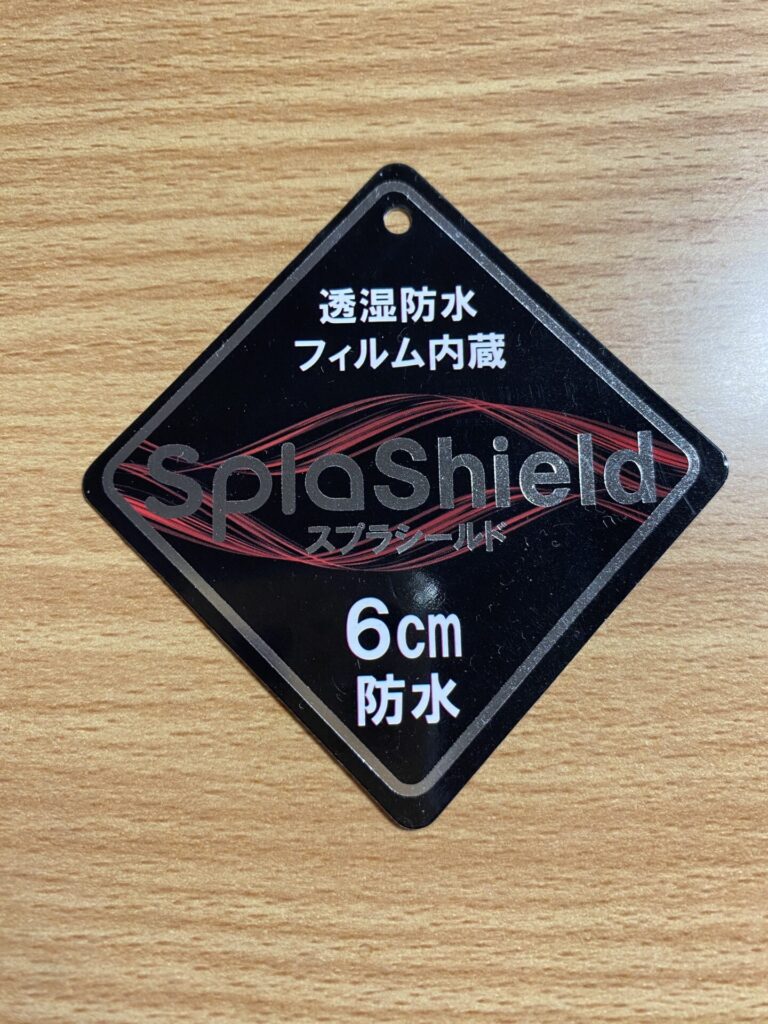 透湿防水
フィルム内蔵
SplaShield
スプラシールド
6cm
防水